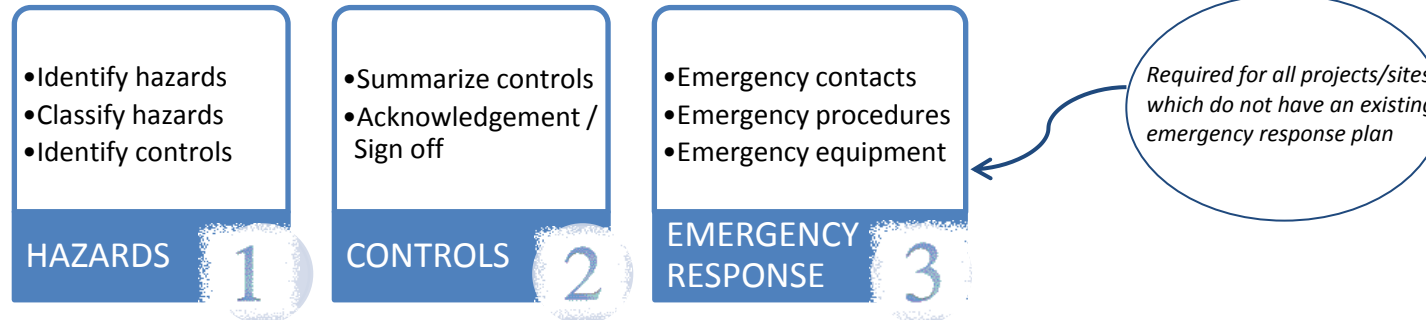 •Identify hazards
•Classify hazards
•Identify controls
HAZARDS
1
•Summarize controls
•Acknowledgement /
Sign off
CONTROLS
2
•Emergency contacts
•Emergency procedures
•Emergency equipment
EMERGENCY
RESPONSE
3
Required for all projects/sites
which do not have an existing
emergency response plan